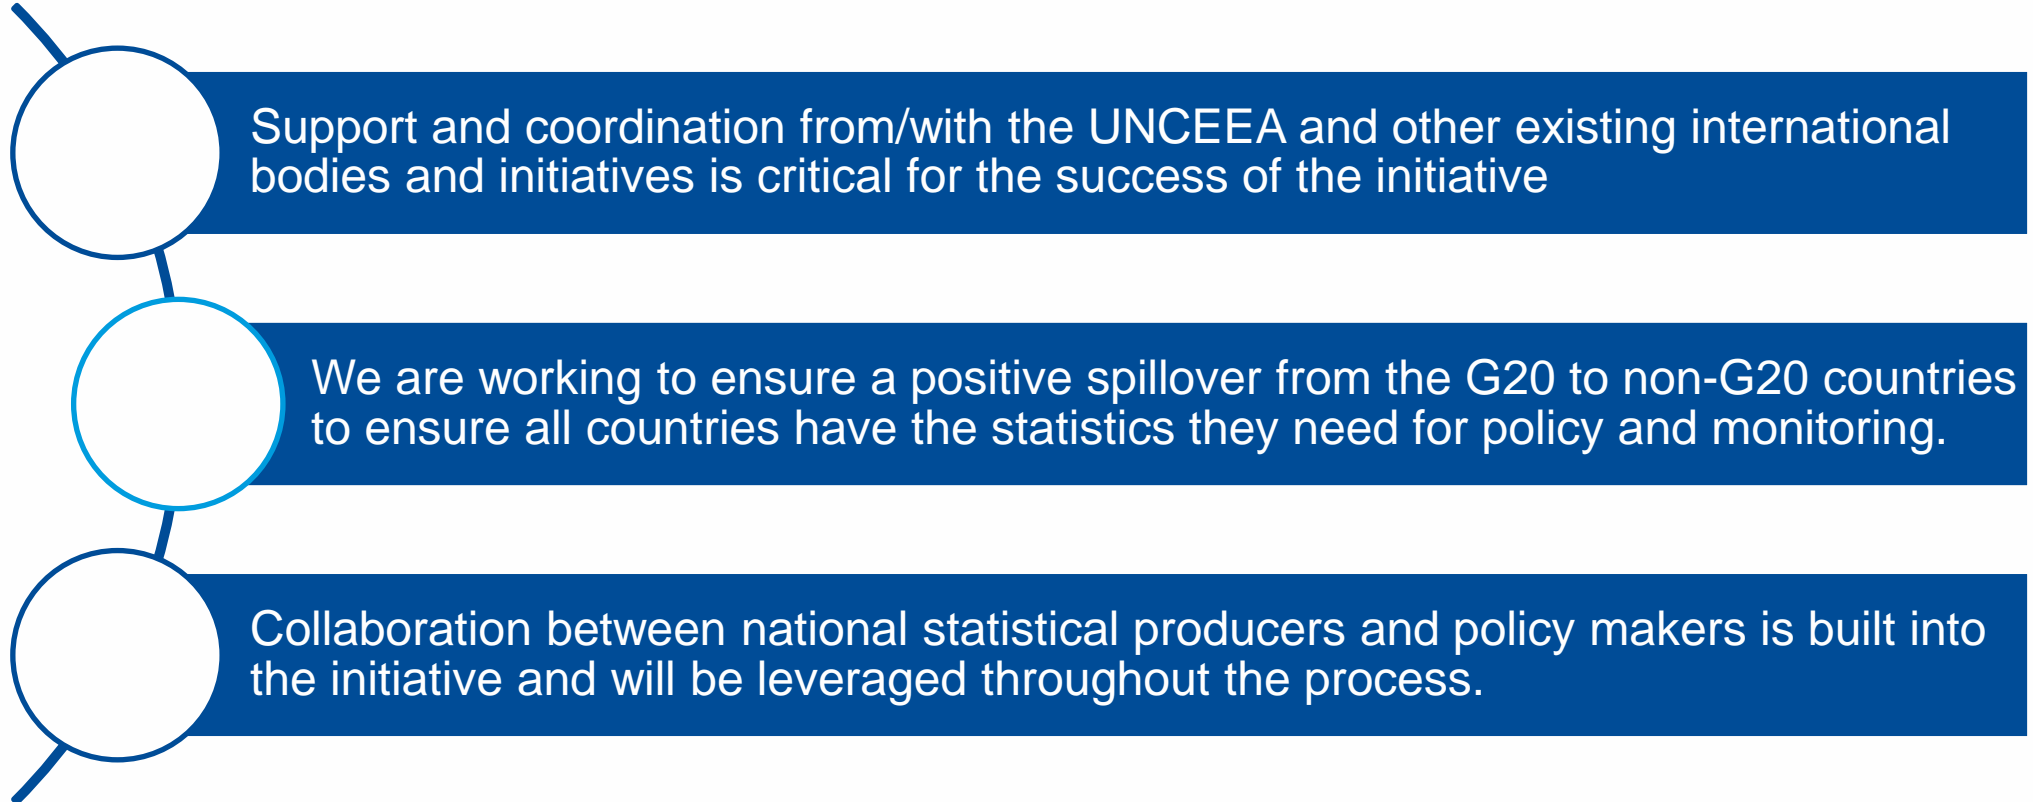 Support and coordination from/with the UNCEEA and other existing international
bodies and initiatives is critical for the success of the initiative
We are working to ensure a positive spillover from the G20 to non-G20 countries
to ensure all countries have the statistics they need for policy and monitoring.
Collaboration between national statistical producers and policy makers is built into
the initiative and will be leveraged throughout the process.